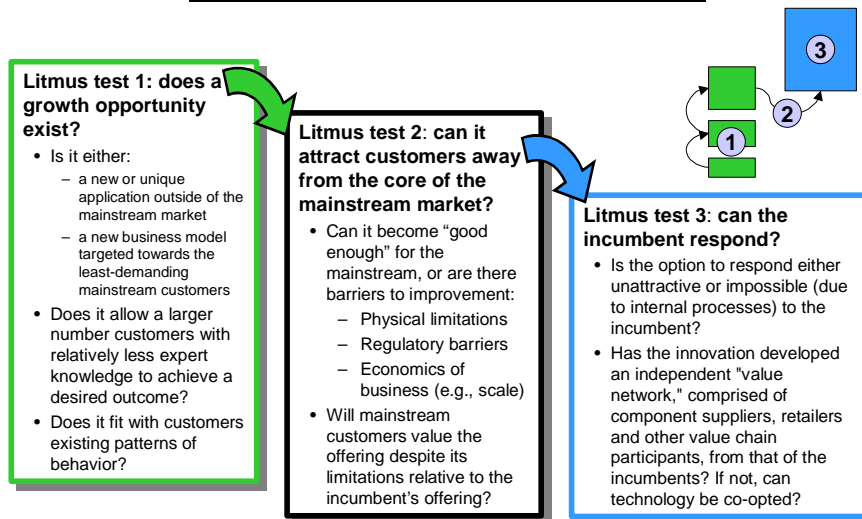 Litmus test 1: does a
growth opportunity
exist?
• Is it either:
– a new or unique
application outside of the
mainstream market
– a new business model
targeted towards the
least-demanding
mainstream customers
• Does it allow a larger
number customers with
relatively less expert
knowledge to achieve a
desired outcome?
• Does it fit with customers
existing patterns of
behavior?
Litmus test 2: can it
attract customers away
from the core of the
mainstream market?
• Can it become “good
enough” for the
mainstream, or are there
barriers to improvement:
– Physical limitations
– Regulatory barriers
– Economics of
business (e.g., scale)
• Will mainstream
customers value the
offering despite its
limitations relative to the
incumbent’s offering?
3
2
1
Litmus test 3: can the
incumbent respond?
• Is the option to respond either
unattractive or impossible (due
to internal processes) to the
incumbent?
• Has the innovation developed
an independent "value
network," comprised of
component suppliers, retailers
and other value chain
participants, from that of the
incumbents? If not, can
technology be co-opted?